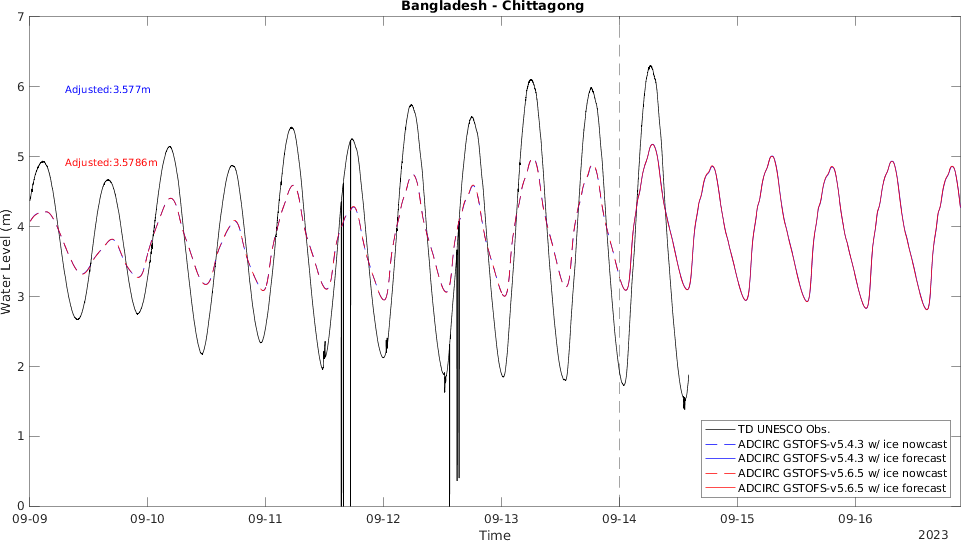 Bangladesh - Chittagong
7
6
5
4
3
2
1
0
Water Level (m)
Adjusted:3.577m
Adjusted:3.5786m
TD UNESCO Obs.
ADCIRC GSTOFS-v5.4.3 w/ ice nowcast
ADCIRC GSTOFS-v5.4.3 w/ ice forecast
ADCIRC GSTOFS-v5.6.5 w/ ice nowcast
ADCIRC GSTOFS-v5.6.5 w/ ice forecast
09-09 09-10 09-11 09-12 09-13 09-14 09-15 09-16
Time
2023